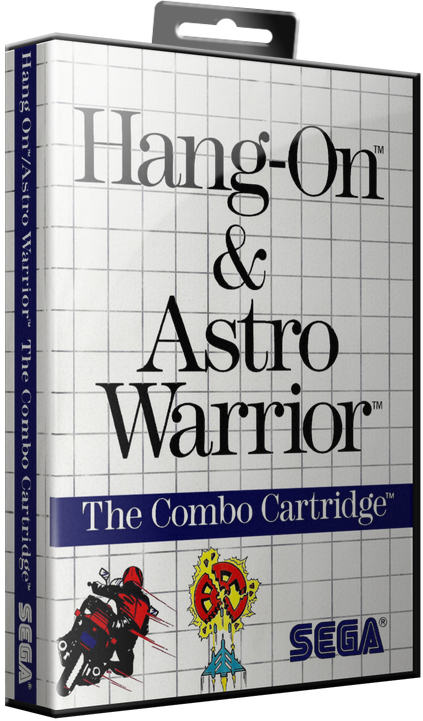 Hang-On™
&
Astro
Warrior™
The Combo Cartridge™
SEGA®
Hang On™/Astro Warrior™ The Combo Cartridge™ SEGA®